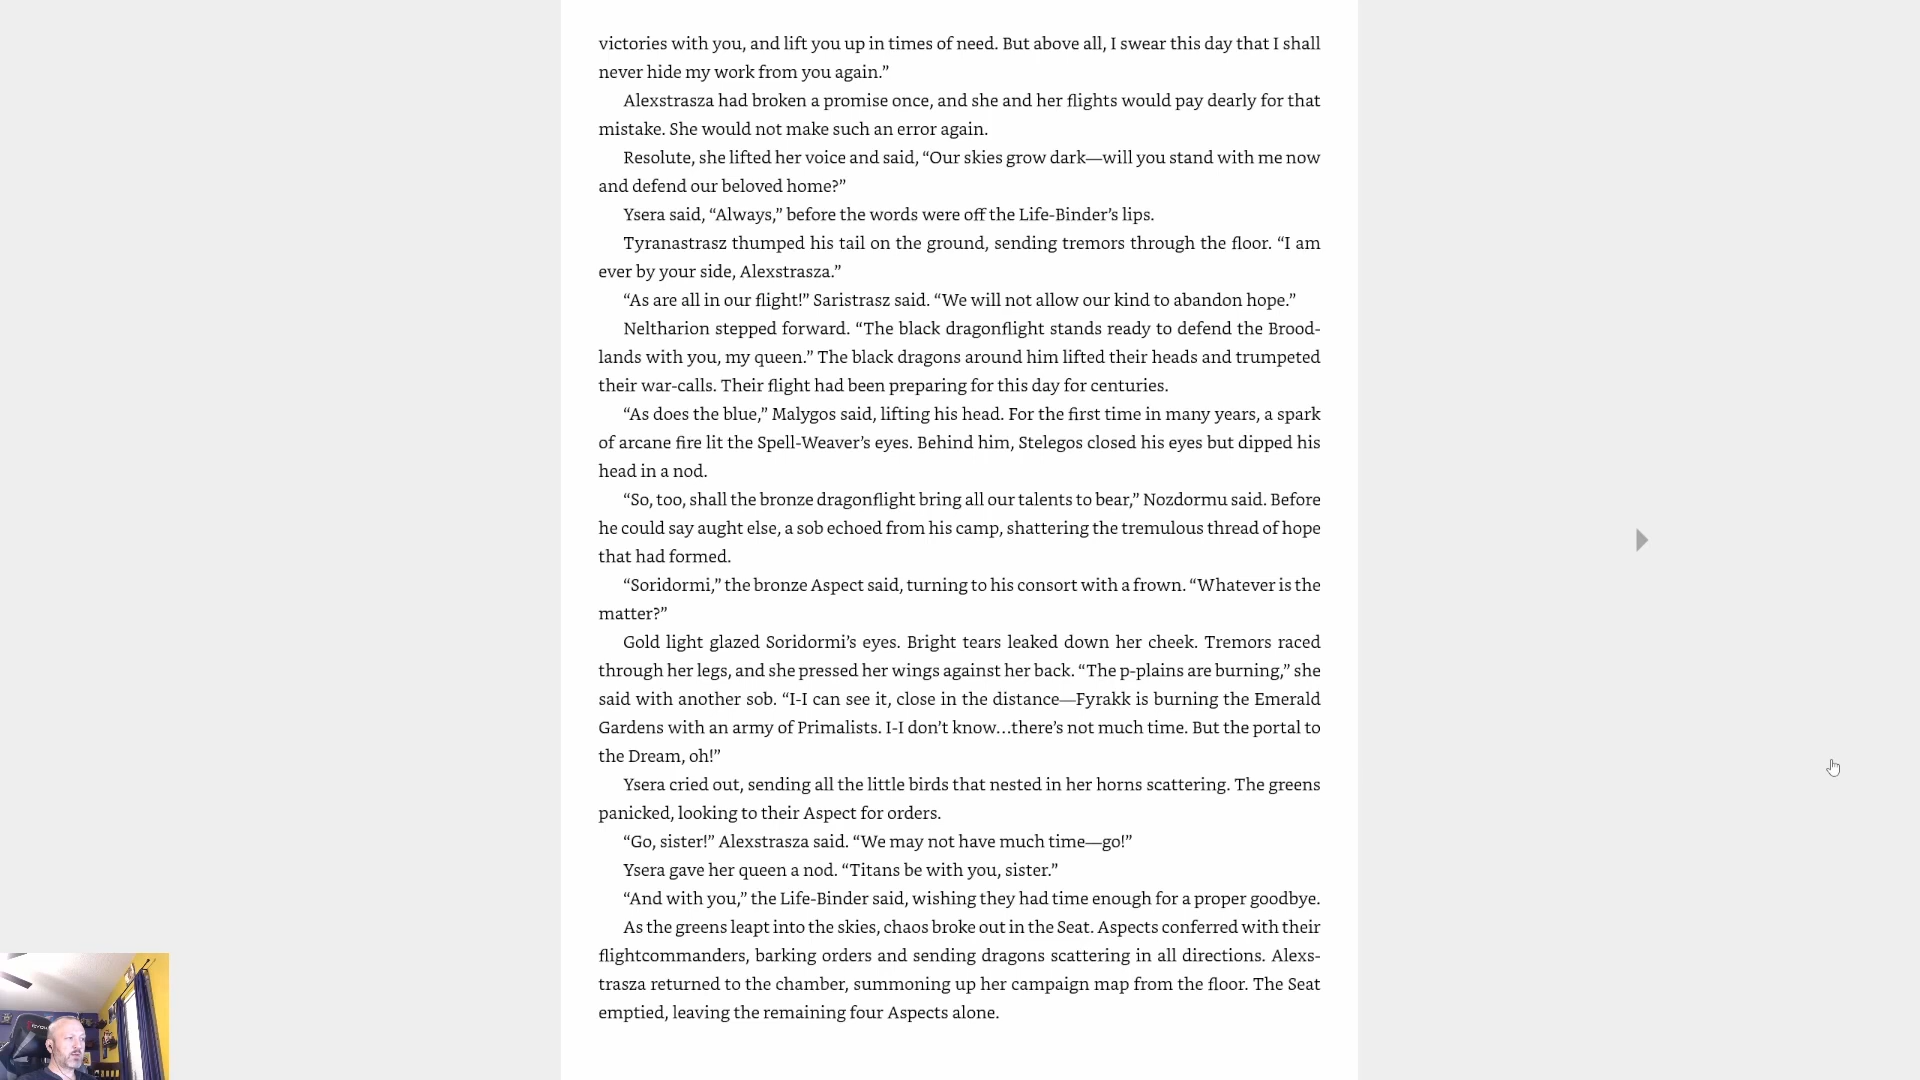 victories with you, and lift you up in times of need. But above all, I swear this day that I shall
never hide my work from you again.”
Alexstrasza had broken a promise once, and she and her flights would pay dearly for that
mistake. She would not make such an error again.
Resolute, she lifted her voice and said, “Our skies grow dark—will you stand with me now
and defend our beloved home?”
Ysera said, “Always,” before the words were off the Life-Binder’s lips.
Tyranastrasz thumped his tail on the ground, sending tremors through the floor. “I am
ever by your side, Alexstrasza.”
“As are all in our flight!” Saristrasz said. “We will not allow our kind to abandon hope.”
Neltharion stepped forward. “The black dragonflight stands ready to defend the Brood-
lands with you, my queen.” The black dragons around him lifted their heads and trumpeted
their war-calls. Their flight had been preparing for this day for centuries.
“As does the blue,” Malygos said, lifting his head. For the first time in many years, a spark
of arcane fire lit the Spell-Weaver’s eyes. Behind him, Stelegos closed his eyes but dipped his
head in a nod.
“So, too, shall the bronze dragonflight bring all our talents to bear,” Nozdormu said. Before
he could say aught else, a sob echoed from his camp, shattering the tremulous thread of hope
that had formed.
“Soridormi,” the bronze Aspect said, turning to his consort with a frown. “Whatever is the
matter?”
Gold light glazed Soridormi’s eyes. Bright tears leaked down her cheek. Tremors raced
through her legs, and she pressed her wings against her back. “The p-plains are burning,” she
said with another sob. “I-I can see it, close in the distance—Fyrakk is burning the Emerald
Gardens with an army of Primalists. I-I don’t know…there’s not much time. But the portal to
the Dream, oh!”
Ysera cried out, sending all the little birds that nested in her horns scattering. The greens
panicked, looking to their Aspect for orders.
“Go, sister!” Alexstrasza said. “We may not have much time—go!”
Ysera gave her queen a nod. “Titans be with you, sister.”
“And with you,” the Life-Binder said, wishing they had time enough for a proper goodbye.
As the greens leapt into the skies, chaos broke out in the Seat. Aspects conferred with their
flightcommanders, barking orders and sending dragons scattering in all directions. Alexs-
trasza returned to the chamber, summoning up her campaign map from the floor. The Seat
emptied, leaving the remaining four Aspects alone.